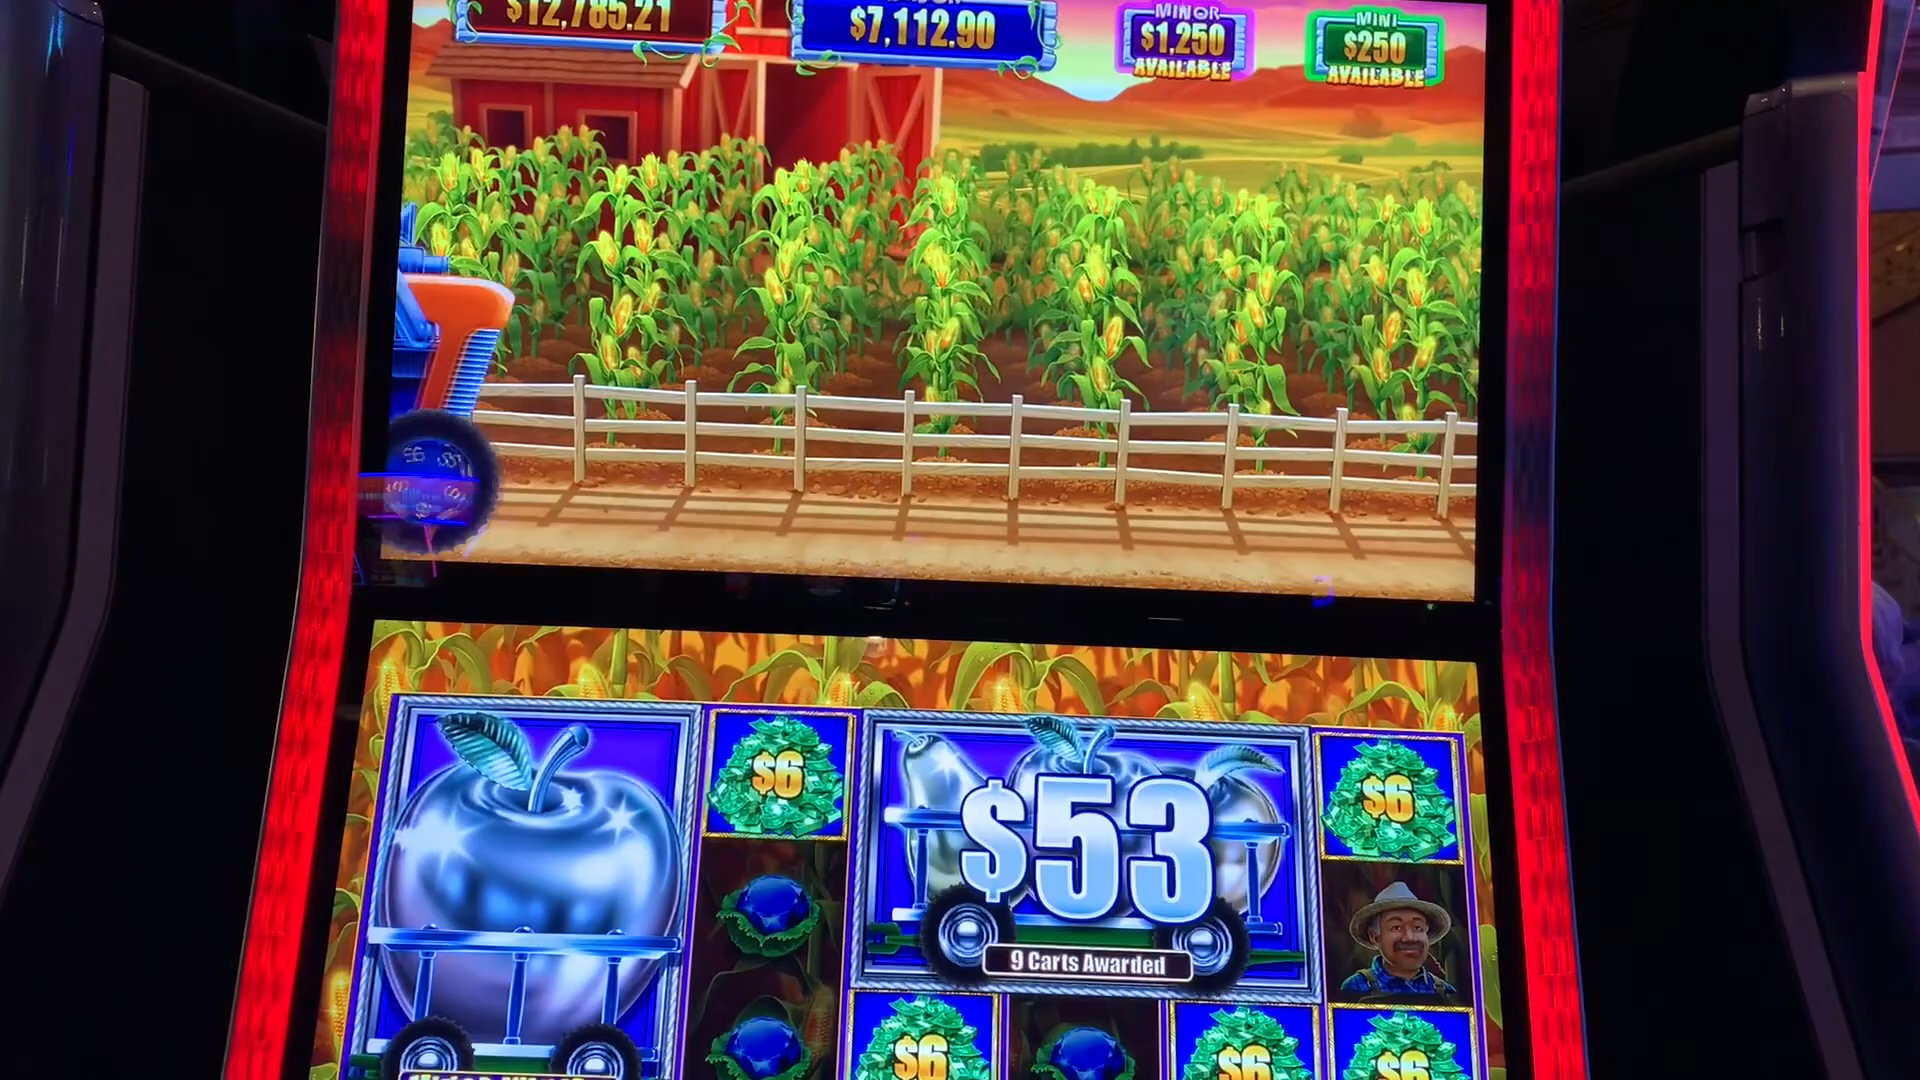 $12,785.21
$7,112.90
MINOR
$1,250
AVAILABLE
MINI
$250
AVAILABLE
$6
$53
9 Carts Awarded
$6
$6
$6
$6